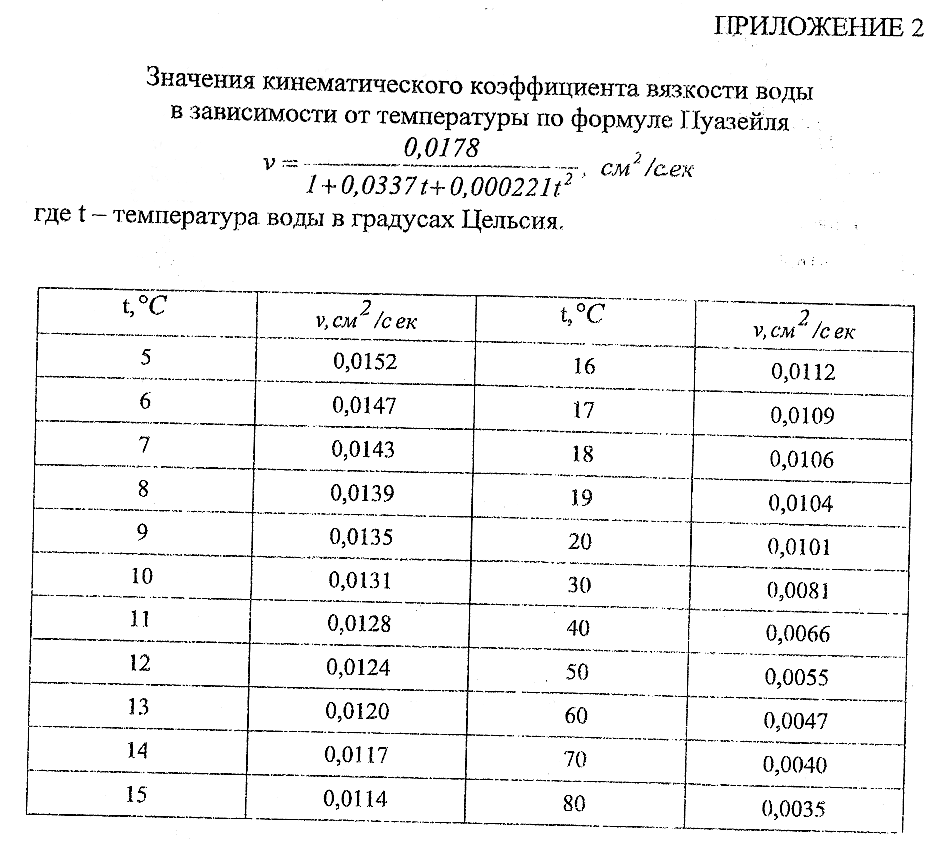 ПРИЛОЖЕНИЕ 2
Значения кинематического коэффициента вязкости воды
в зависимости от температуры по формуле Пуазейля
ν = 0,0178 / 1+0,0337t+0,000221t², см²/сек
где t – температура воды в градусах Цельсия.
t,°C ν,см²/сек t,°C ν,см²/сек
5 0,0152 16 0,0112
6 0,0147 17 0,0109
7 0,0143 18 0,0106
8 0,0139 19 0,0104
9 0,0135 20 0,0101
10 0,0131 30 0,0081
11 0,0128 40 0,0066
12 0,0124 50 0,0055
13 0,0120 60 0,0047
14 0,0117 70 0,0040
15 0,0114 80 0,0035